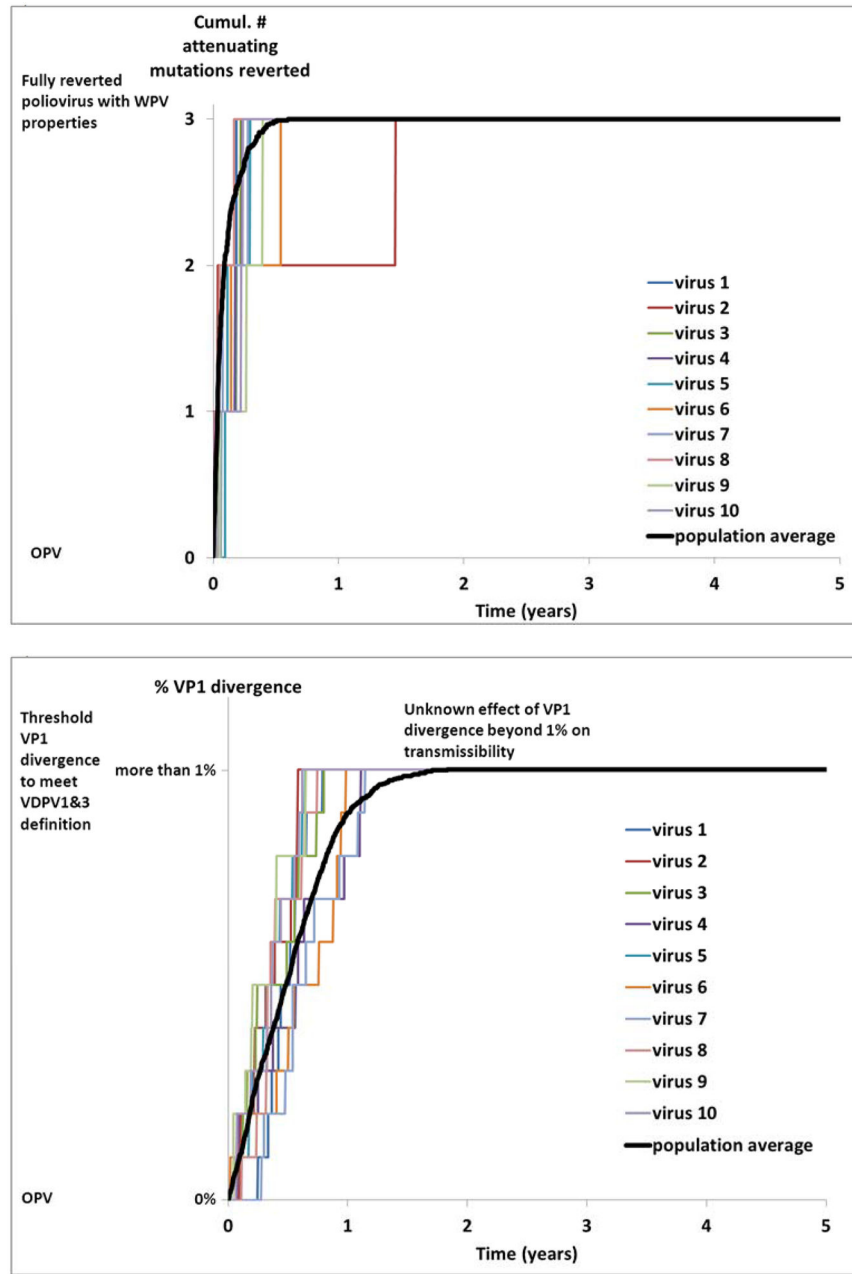 Cumul. #
attenuating
mutations reverted
Fully reverted
poliovirus with WPV
properties
3
2
1
0
OPV
virus 1
virus 2
virus 3
virus 4
virus 5
virus 6
virus 7
virus 8
virus 9
virus 10
population average
0 1 2 3 4 5
Time (years)
% VP1 divergence
Threshold
VP1
divergence
to meet
VDPV1&3
definition
Unknown effect of VP1
divergence beyond 1% on
transmissibility
more than 1%
virus 1
virus 2
virus 3
virus 4
virus 5
virus 6
virus 7
virus 8
virus 9
virus 10
population average
OPV
0%
0 1 2 3 4 5
Time (years)